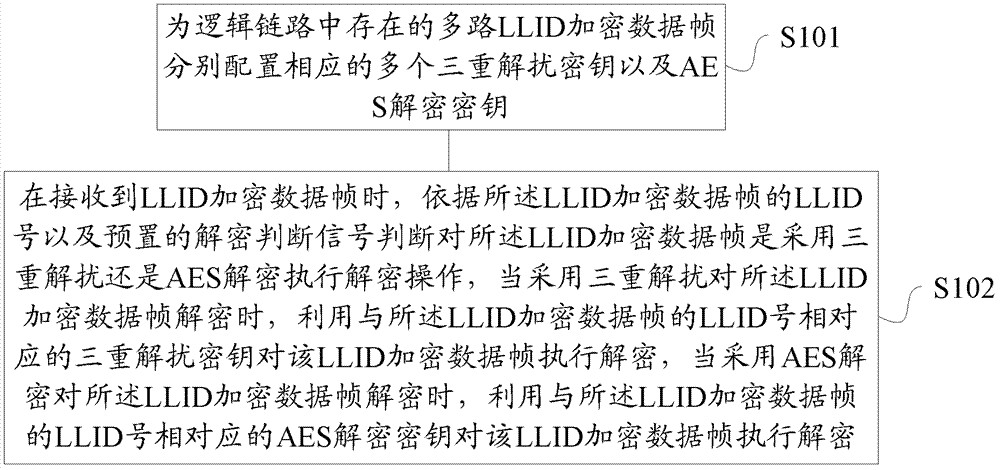 为逻辑链路中存在的多路LLID加密数据帧
分别配置相应的多个三重解扰密钥以及AE
S解密密钥
S101
在接收到LLID加密数据帧时，依据所述LLID加密数据帧的LLID
号以及预置的解密判断信号判断对所述LLID加密数据帧是采用三
重解扰还是AES解密执行解密操作，当采用三重解扰对所述LLID
加密数据帧解密时，利用与所述LLID加密数据帧的LLID号相对
应的三重解扰密钥对该LLID加密数据帧执行解密，当采用AES解
密对所述LLID加密数据帧解密时，利用与所述LLID加密数据帧
的LLID号相对应的AES解密密钥对该LLID加密数据帧执行解密
S102